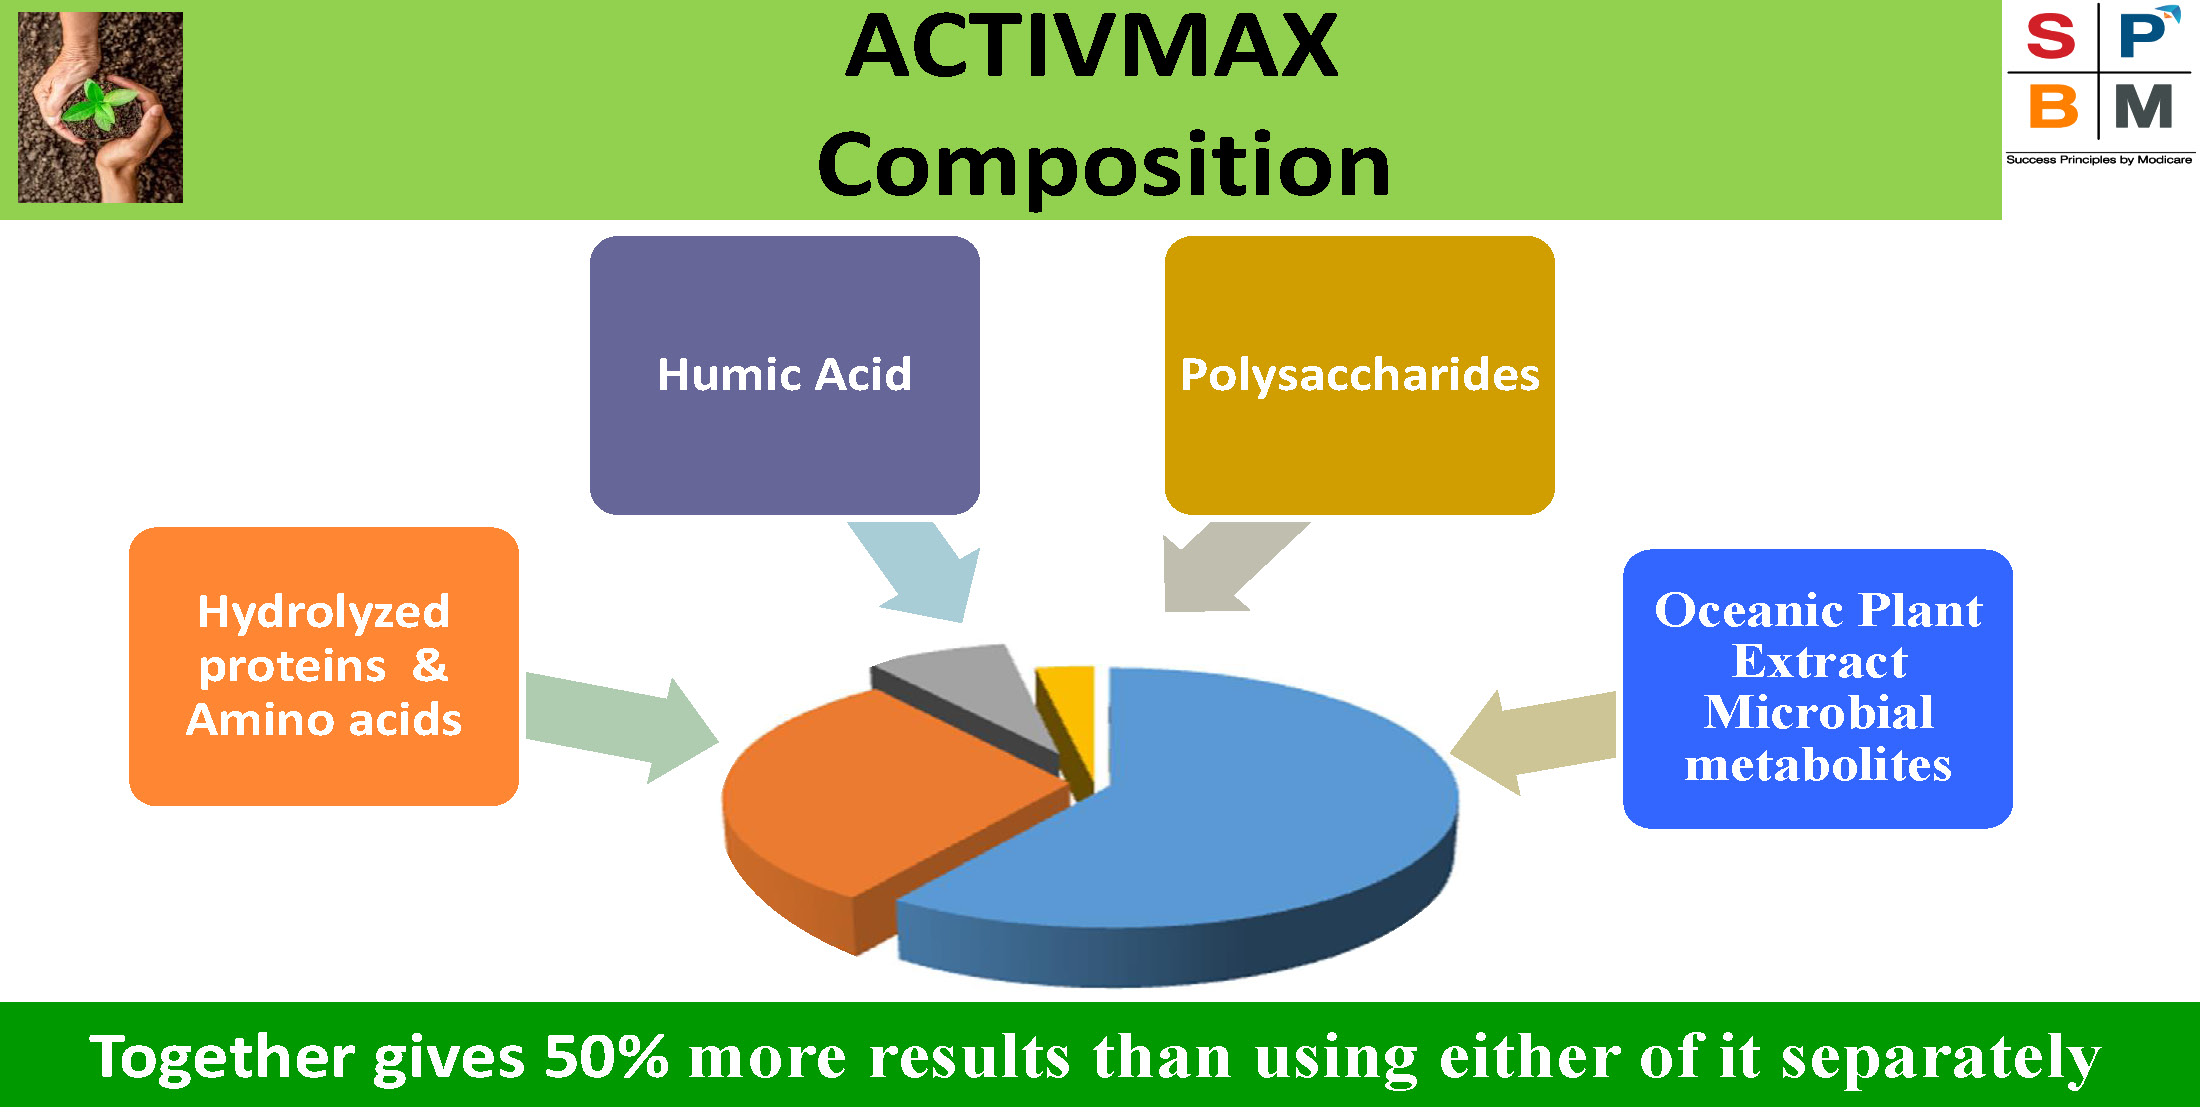 ACTIVMAX
Composition
S P
B M
Success Principles by Modicare
Humic Acid
Polysaccharides
Hydrolyzed
proteins & 
Amino acids
Oceanic Plant
Extract
Microbial
metabolites
Together gives 50% more results than using either of it separately